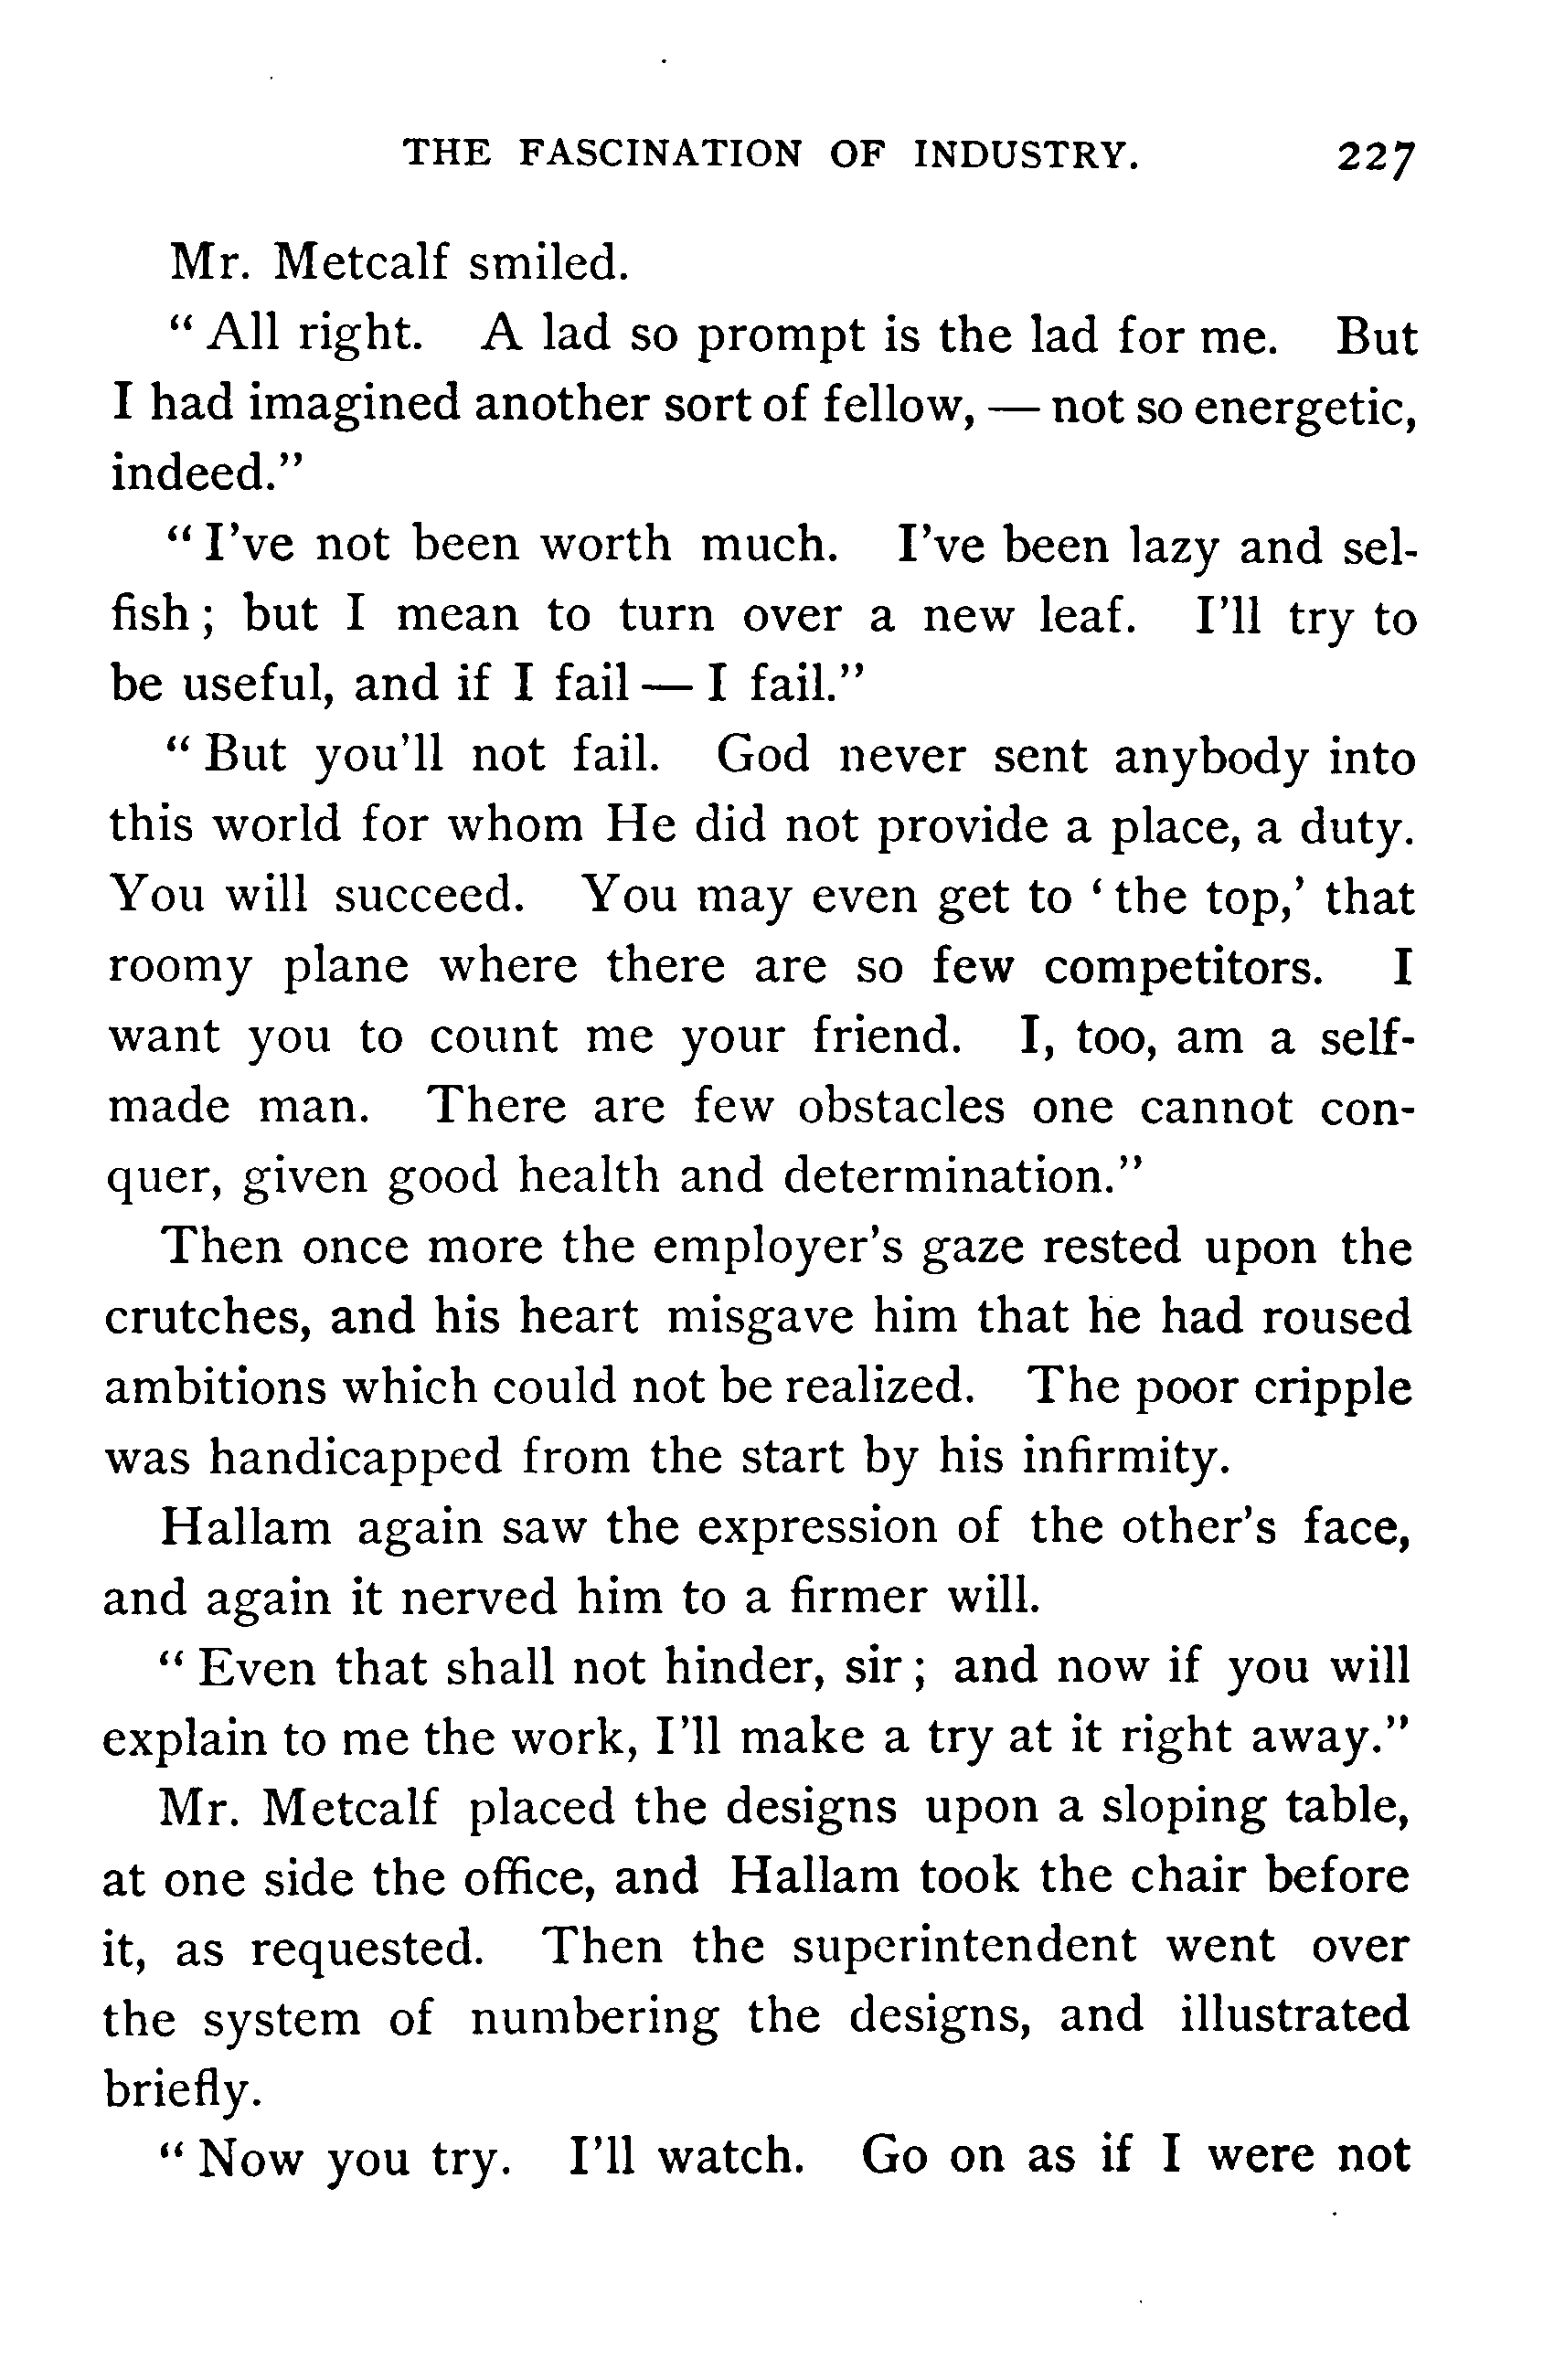 THE FASCINATION OF INDUSTRY. 227
Mr. Metcalf smiled.
“ All right. A lad so prompt is the lad for me. But
I had imagined another sort of fellow, — not so energetic,
indeed.”
“ I’ve not been worth much. I’ve been lazy and sel-
fish ; but I mean to turn over a new leaf. I’ll try to
be useful, and if I fail — I fail.”
“ But you’ll not fail. God never sent anybody into
this world for whom He did not provide a place, a duty.
You will succeed. You may even get to ‘ the top,’ that
roomy plane where there are so few competitors. I
want you to count me your friend. I, too, am a self-
made man. There are few obstacles one cannot con-
quer, given good health and determination.”
Then once more the employer’s gaze rested upon the
crutches, and his heart misgave him that he had roused
ambitions which could not be realized. The poor cripple
was handicapped from the start by his infirmity.
Hallam again saw the expression of the other’s face,
and again it nerved him to a firmer will.
“ Even that shall not hinder, sir ; and now if you will
explain to me the work, I’ll make a try at it right away.”
Mr. Metcalf placed the designs upon a sloping table,
at one side the office, and Hallam took the chair before
it, as requested. Then the superintendent went over
the system of numbering the designs, and illustrated
briefly.
“ Now you try. I’ll watch. Go on as if I were not